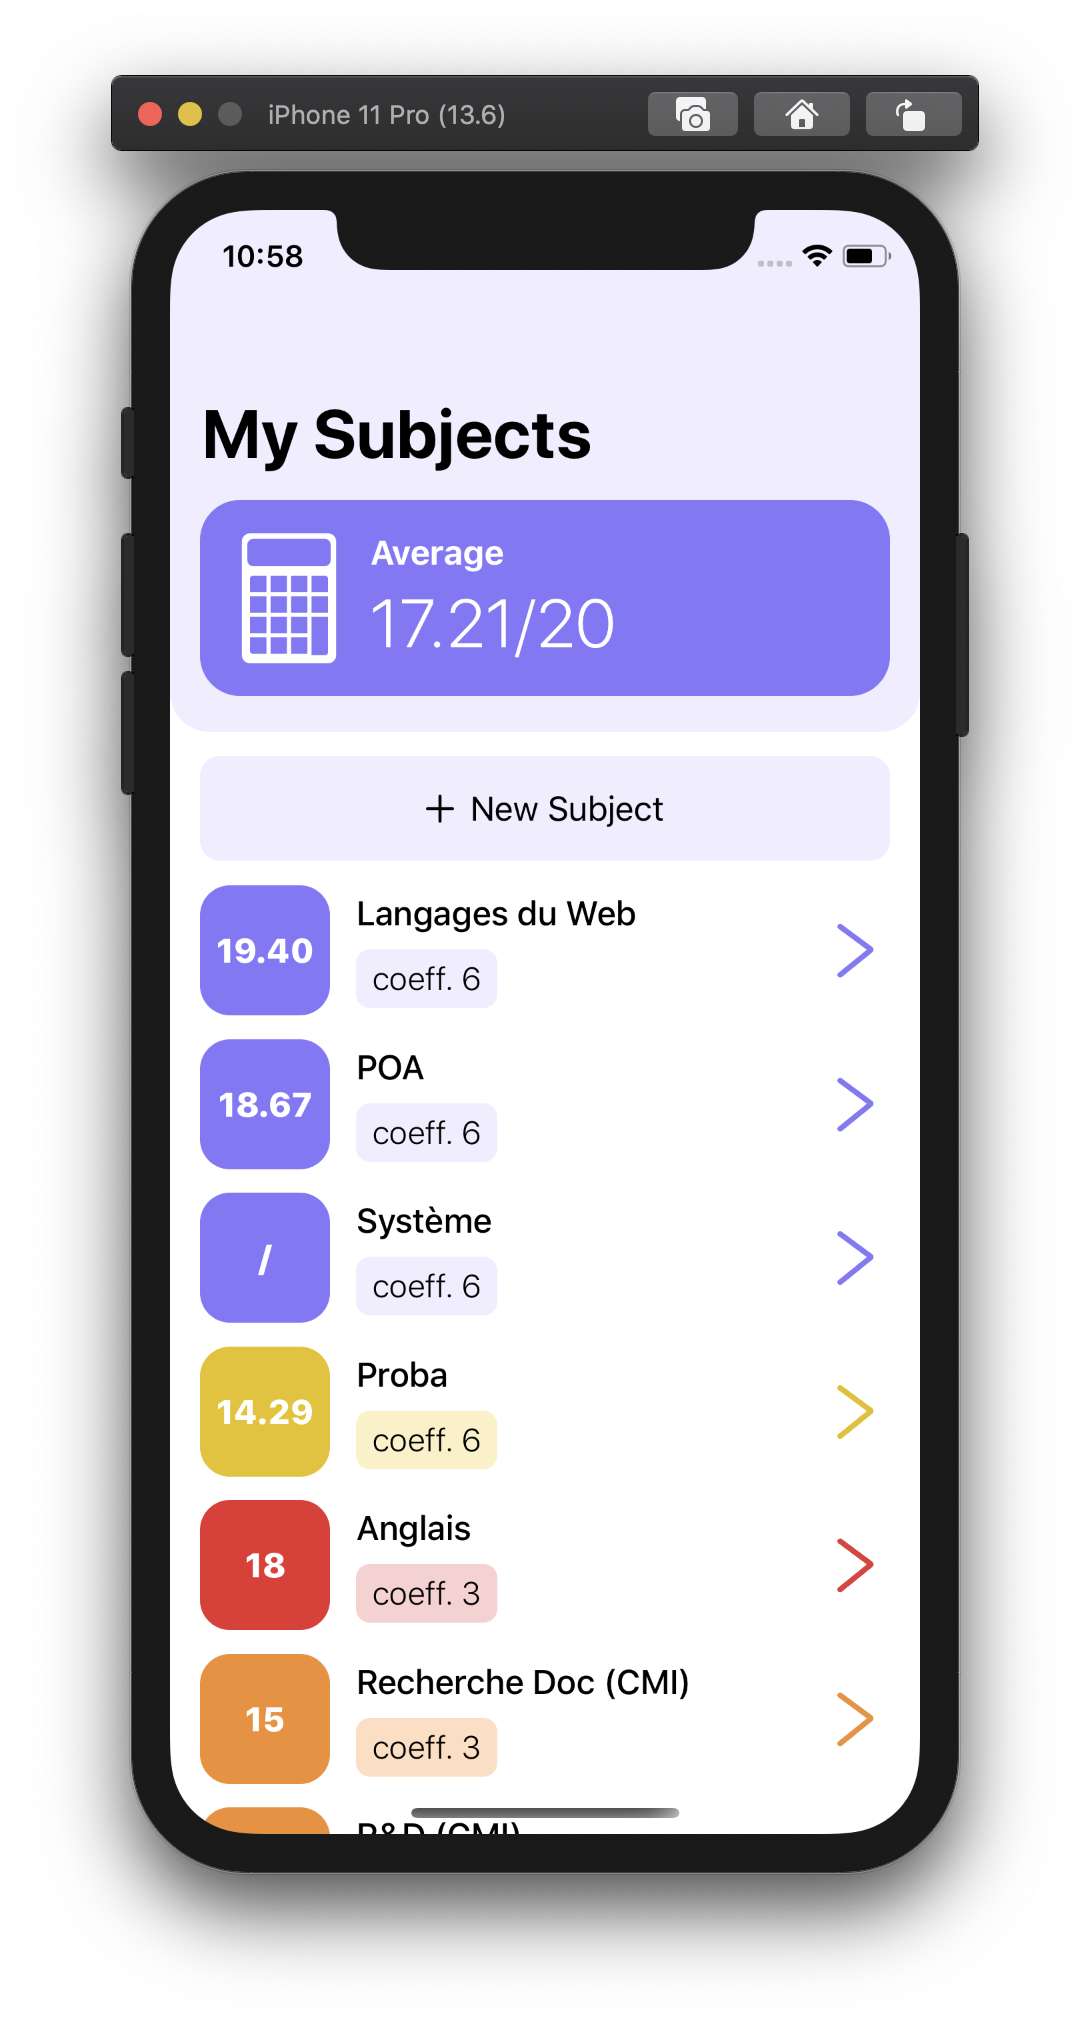 iPhone 11 Pro (13.6)
10:58
My Subjects
Average
17.21/20
+ New Subject
19.40
Langages du Web
coeff. 6
18.67
POA
coeff. 6
/
Système
coeff. 6
14.29
Proba
coeff. 6
18
Anglais
coeff. 3
15
Recherche Doc (CMI)
coeff. 3
R&D (CMI)